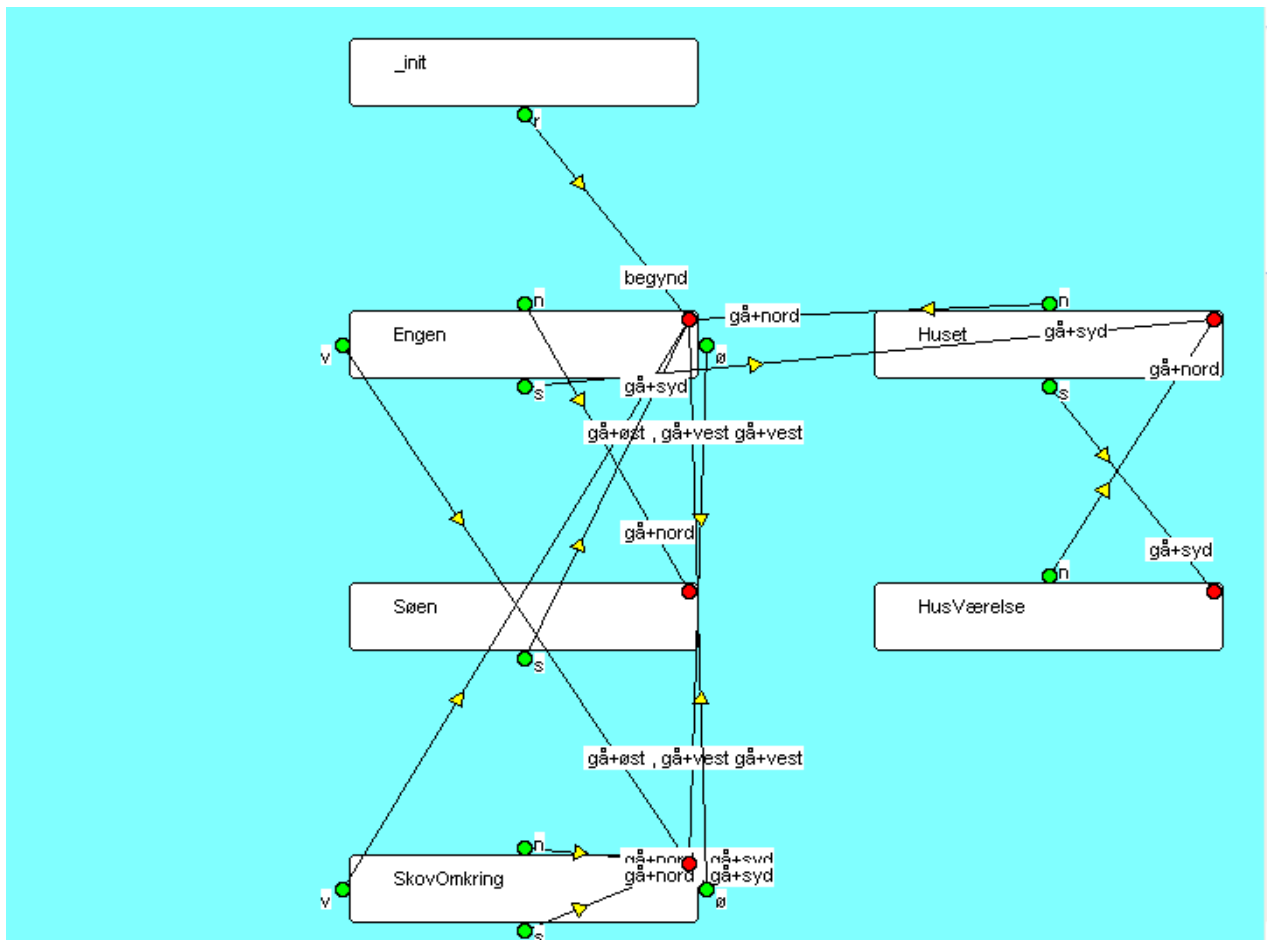 _init
r
begynd
n
n
gå+nord
Engen
Huset
gå+syd
v
ø
gå+nord
s
gå+syd
s
gå+øst , gå+vest gå+vest
gå+nord
gå+syd
n
Søen
HusVærelse
s
gå+øst , gå+vest gå+vest
n
gå+nord gå+syd
SkovOmkring
gå+nord gå+syd
v
ø
s